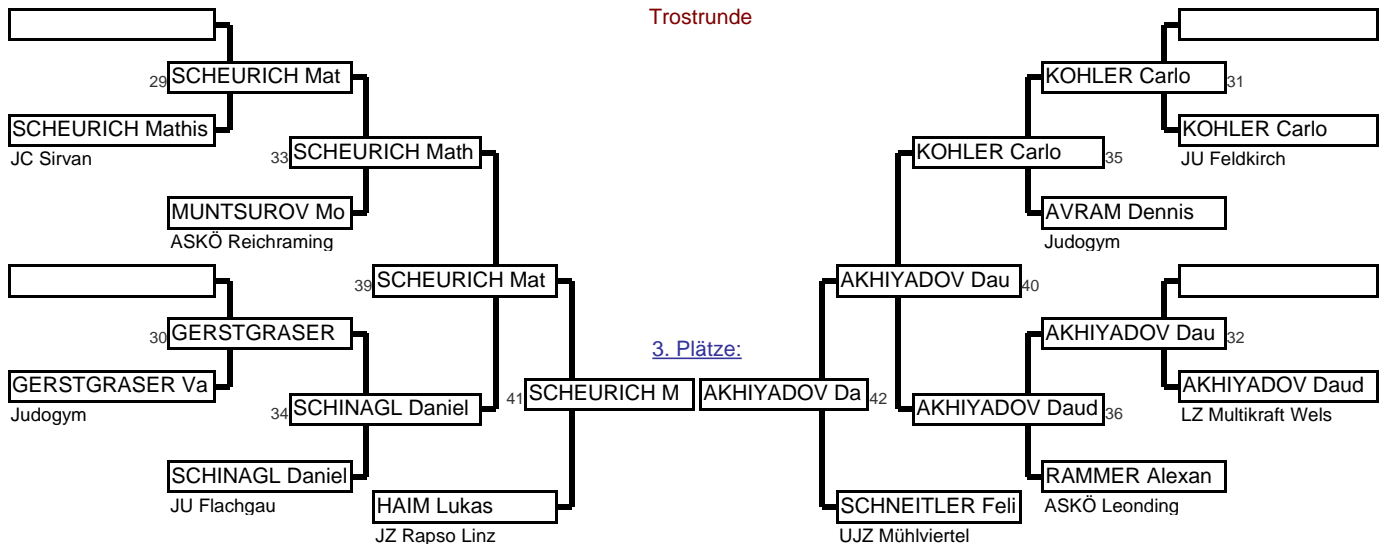 Trostrunde
29 SCHEURICH Mat
SCHEURICH Mathis
JC Sirvan
33 SCHEURICH Math
MUNTSUROV Mo
ASKÖ Reichraming
39 SCHEURICH Mat
30 GERSTGRASER
GERSTGRASER Va
Judogym
34 SCHINAGL Daniel
SCHINAGL Daniel
JU Flachgau
41 SCHEURICH M
HAIM Lukas
JZ Rapso Linz
3. Plätze:
KOHLER Carlo 31
KOHLER Carlo
JU Feldkirch
KOHLER Carlo 35
AVRAM Dennis
Judogym
AKHIYADOV Dau 40
AKHIYADOV Dau 32
AKHIYADOV Daud
LZ Multikraft Wels
AKHIYADOV Da 42
AKHIYADOV Daud 36
RAMMER Alexan
ASKÖ Leonding
SCHNEITLER Feli
UJZ Mühlviertel